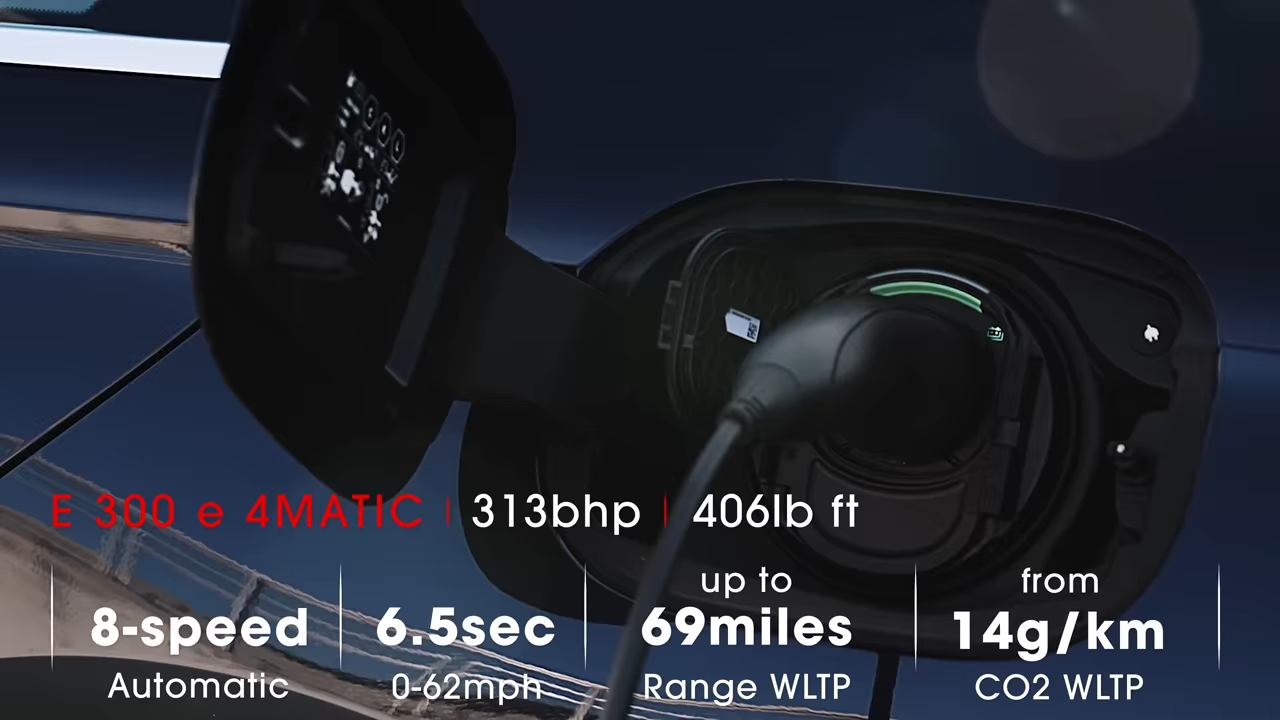 E 300 e 4MATIC | 313bhp | 406lb ft
8-speed
Automatic
6.5sec
0-62mph
up to
69miles
Range WLTP
from
14g/km
CO2 WLTP